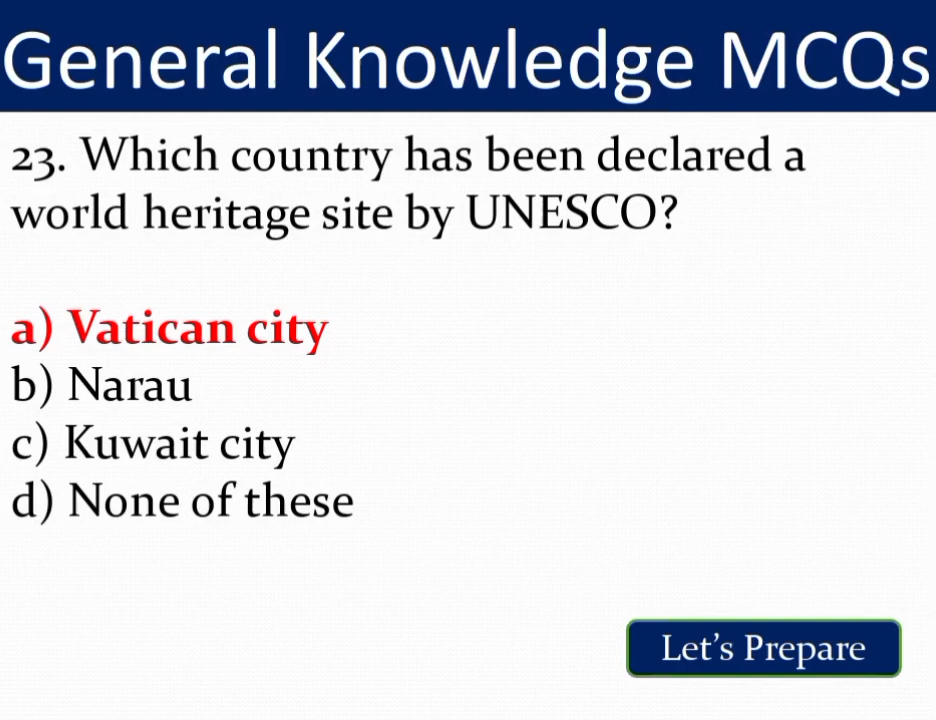 General Knowledge MCQs
23. Which country has been declared a
world heritage site by UNESCO?
a) Vatican city
b) Narau
c) Kuwait city
d) None of these
Let's Prepare